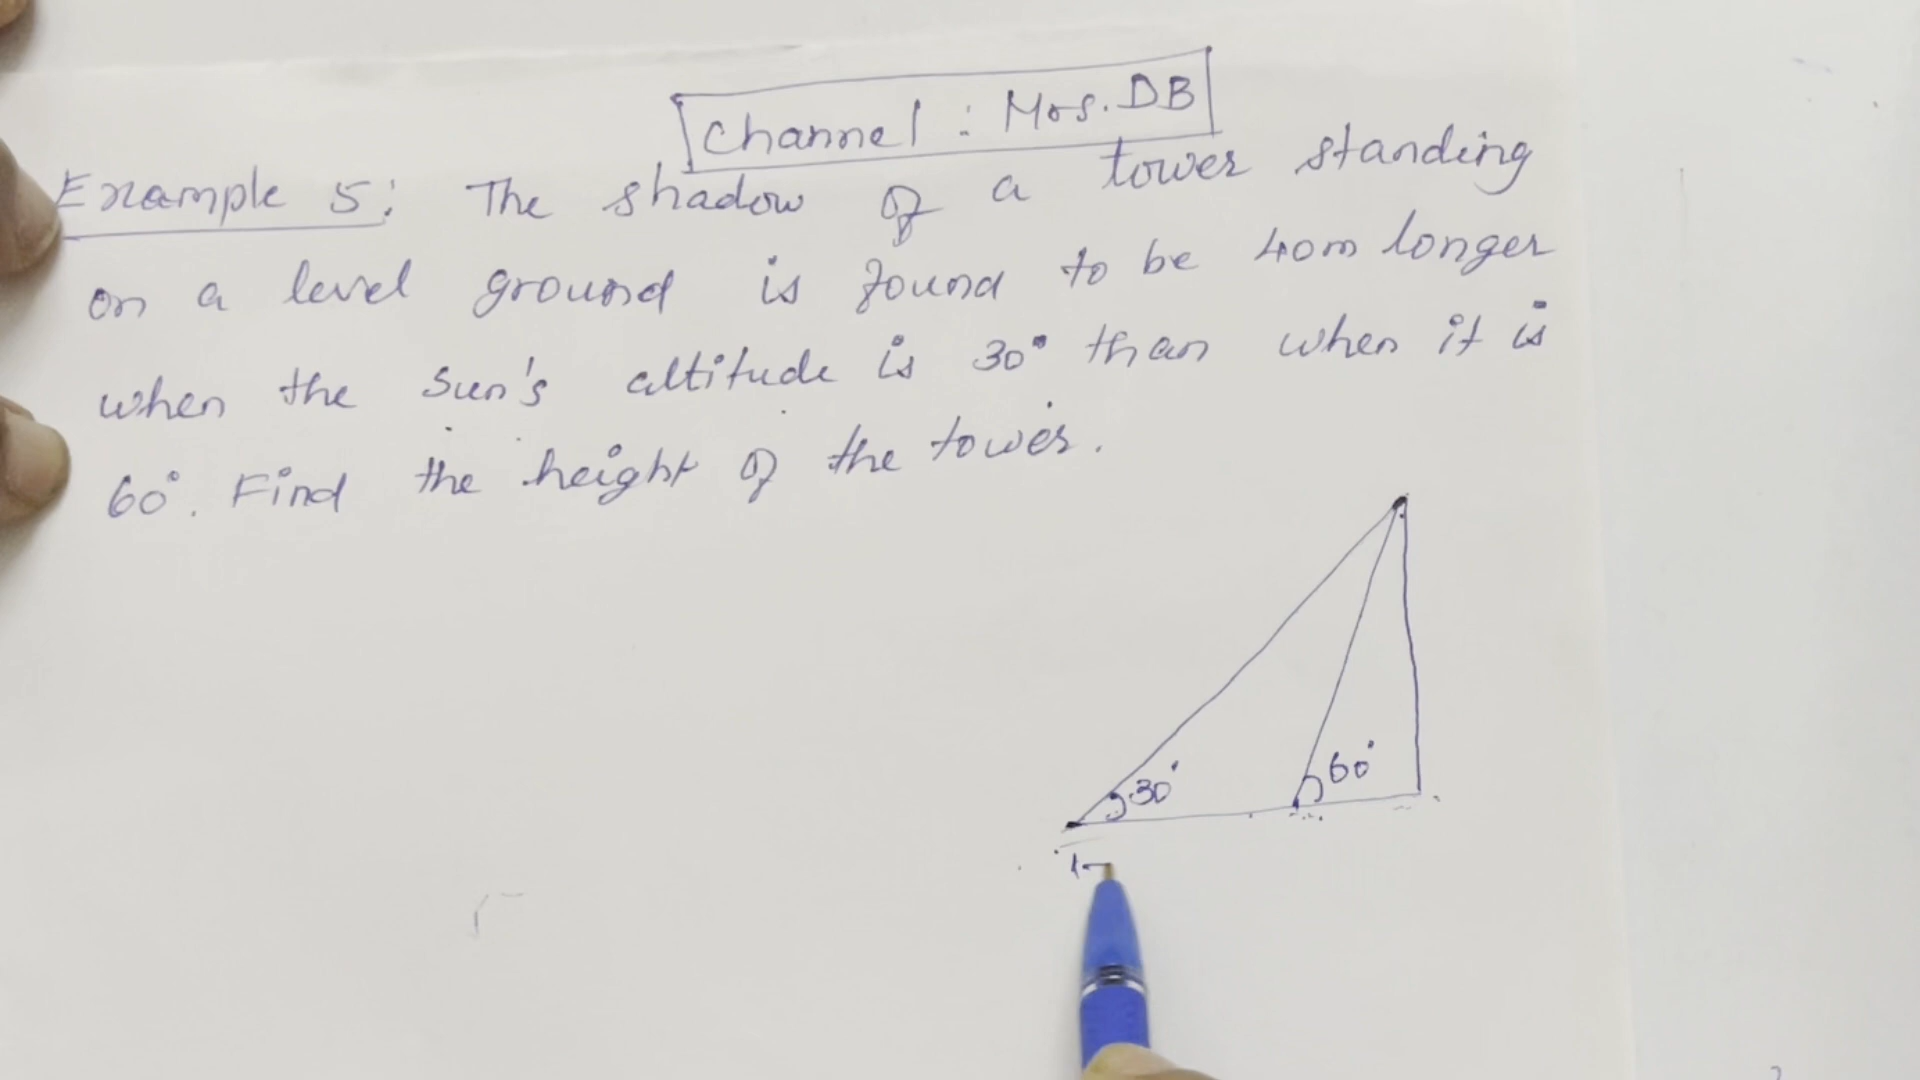 Channel : Mrs. DB
Example 5: The shadow of a tower standing
on a level ground is found to be 40m longer
when the Sun's altitude is 30° than when it is
60°. Find the height of the tower.
30°
60°